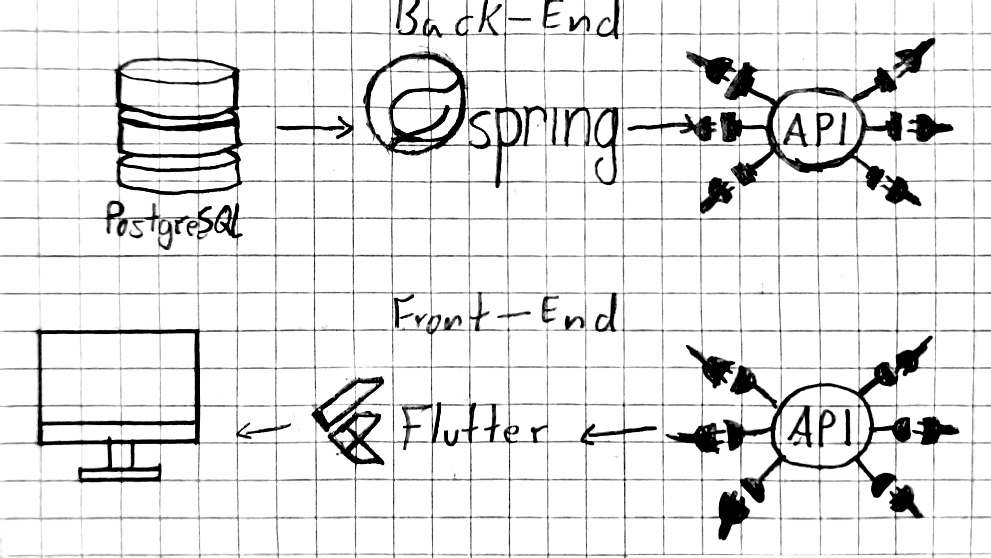 Back-End
spring
API
PostgreSQL
Front-End
Flutter
API